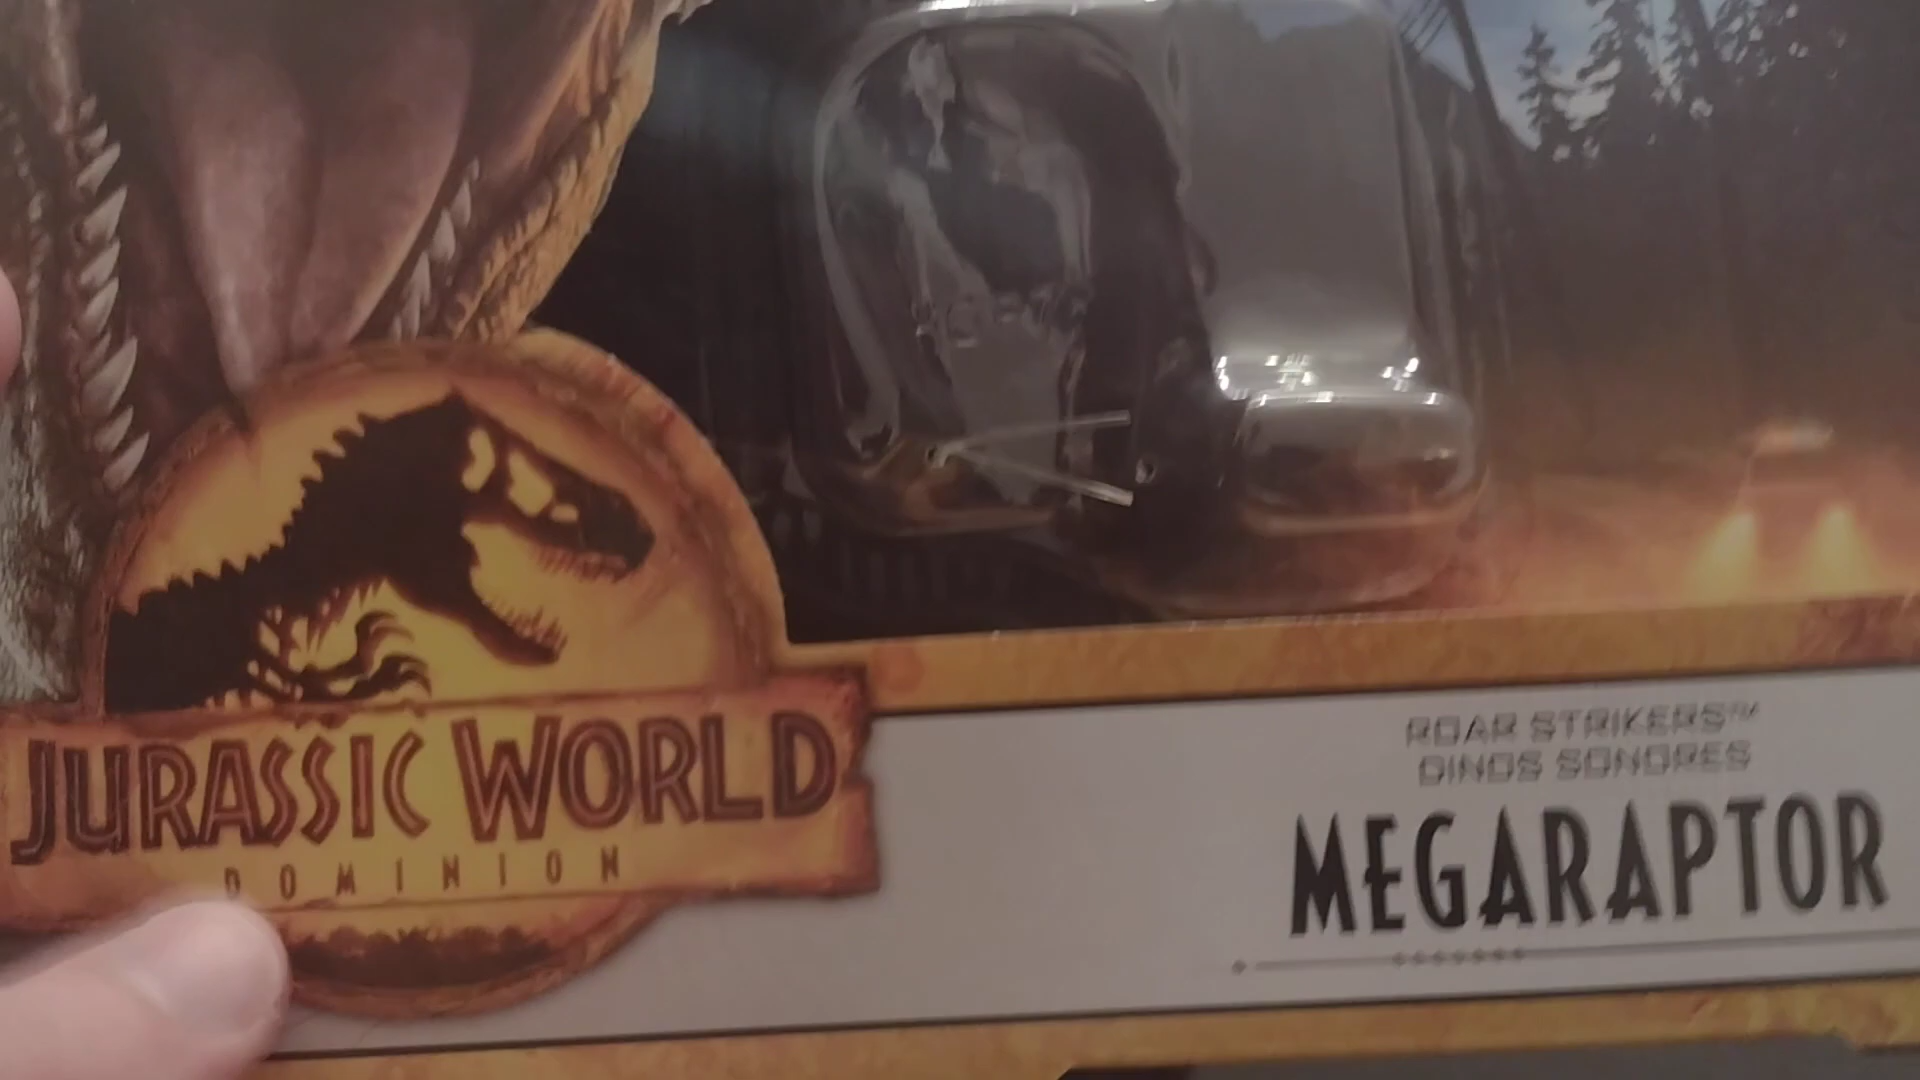 JURASSIC WORLD
DOMINION
ROAR STRIKERS™
DINOS SONORES
MEGARAPTOR